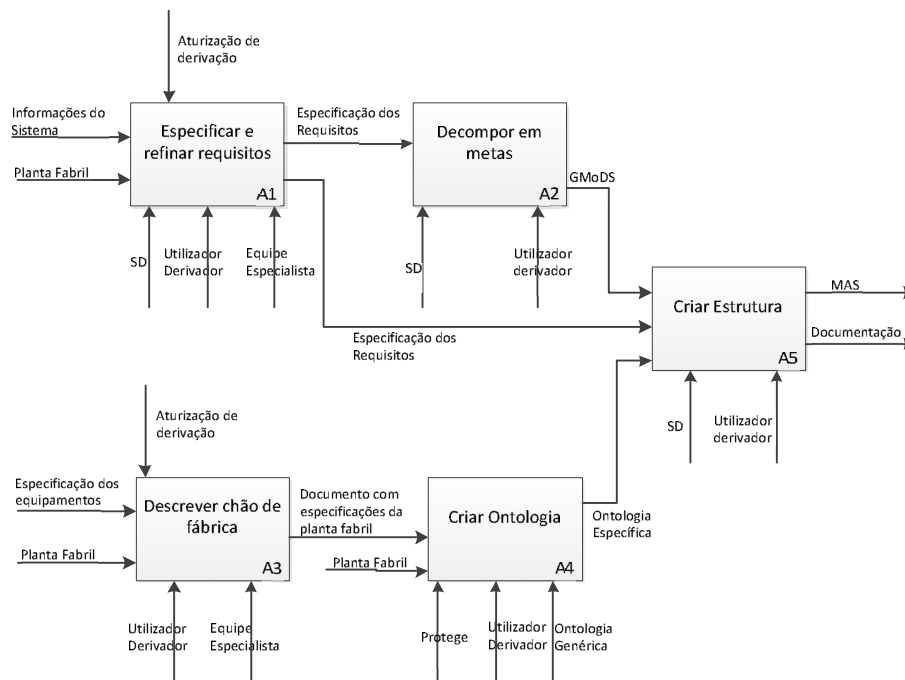 Aturização de
derivação
Informações do
Sistema
Planta Fabril
Especificar e
refinar requisitos
A1
Especificação dos
Requisitos
Decompor em
metas
A2
GMoDS
SD
Utilizador
Derivador
Equipe
Especialista
SD
Utilizador
derivador
Especificação dos
Requisitos
Criar Estrutura
A5
MAS
Documentação
SD
Utilizador
derivador
Aturização de
derivação
Especificação dos
equipamentos
Planta Fabril
Descrever chão de
fábrica
A3
Documento com
especificações da
planta fabril
Planta Fabril
Criar Ontologia
A4
Ontologia
Específica
Utilizador
Derivador
Equipe
Especialista
Protege
Utilizador
Derivador
Ontologia
Genérica